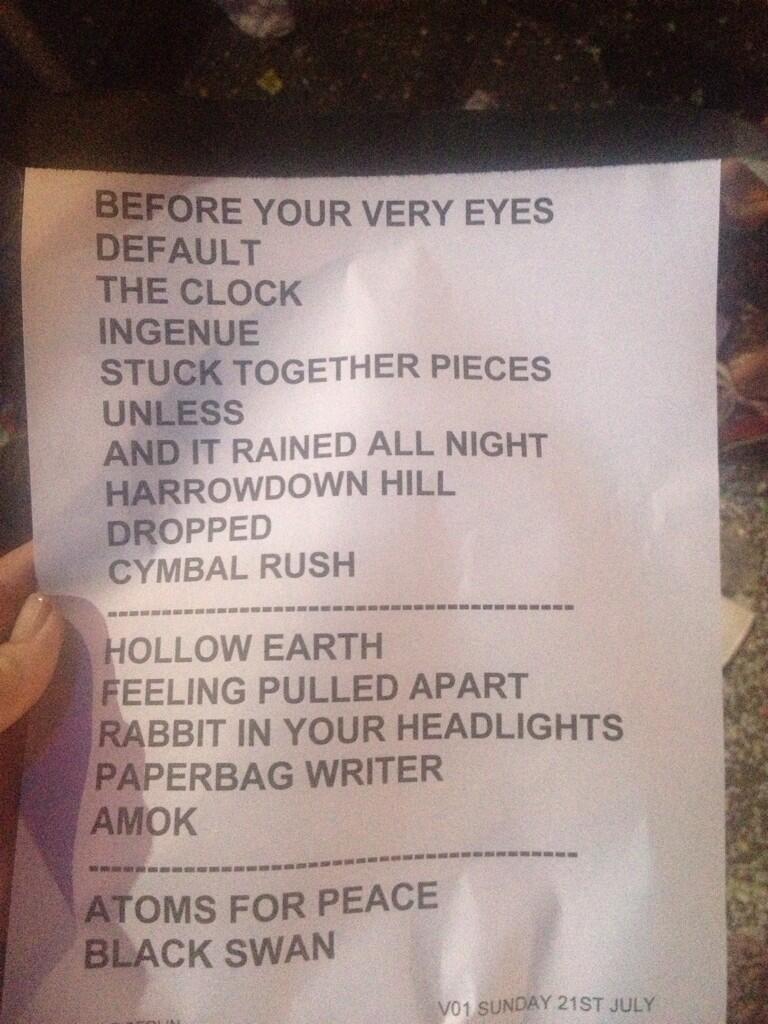 BEFORE YOUR VERY EYES
DEFAULT
THE CLOCK
INGENUE
STUCK TOGETHER PIECES
UNLESS
AND IT RAINED ALL NIGHT
HARROWDOWN HILL
DROPPED
CYMBAL RUSH
----------------------------------------
HOLLOW EARTH
FEELING PULLED APART
RABBIT IN YOUR HEADLIGHTS
PAPERBAG WRITER
AMOK
----------------------------------------
ATOMS FOR PEACE
BLACK SWAN
V01 SUNDAY 21ST JULY